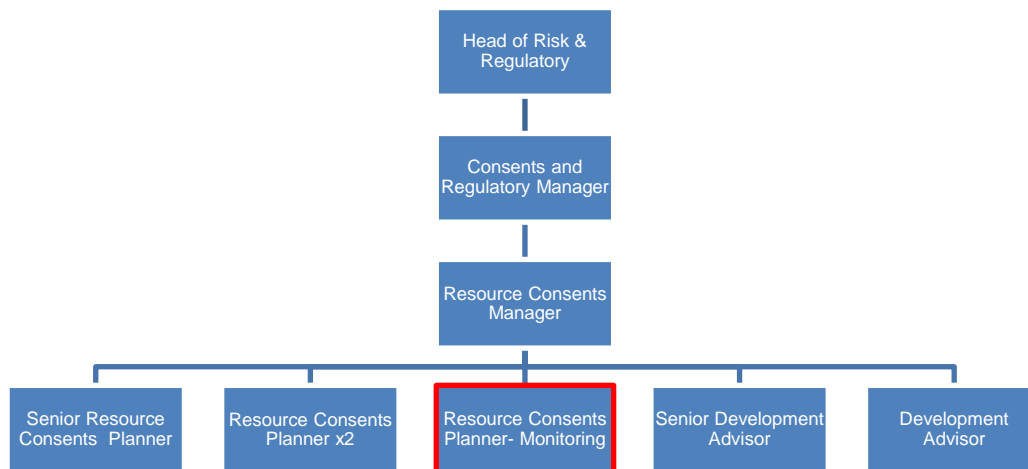 Head of Risk &
Regulatory
Consents and
Regulatory Manager
Resource Consents
Manager
Senior Resource
Consents Planner
Resource Consents
Planner x2
Resource Consents
Planner- Monitoring
Senior Development
Advisor
Development
Advisor